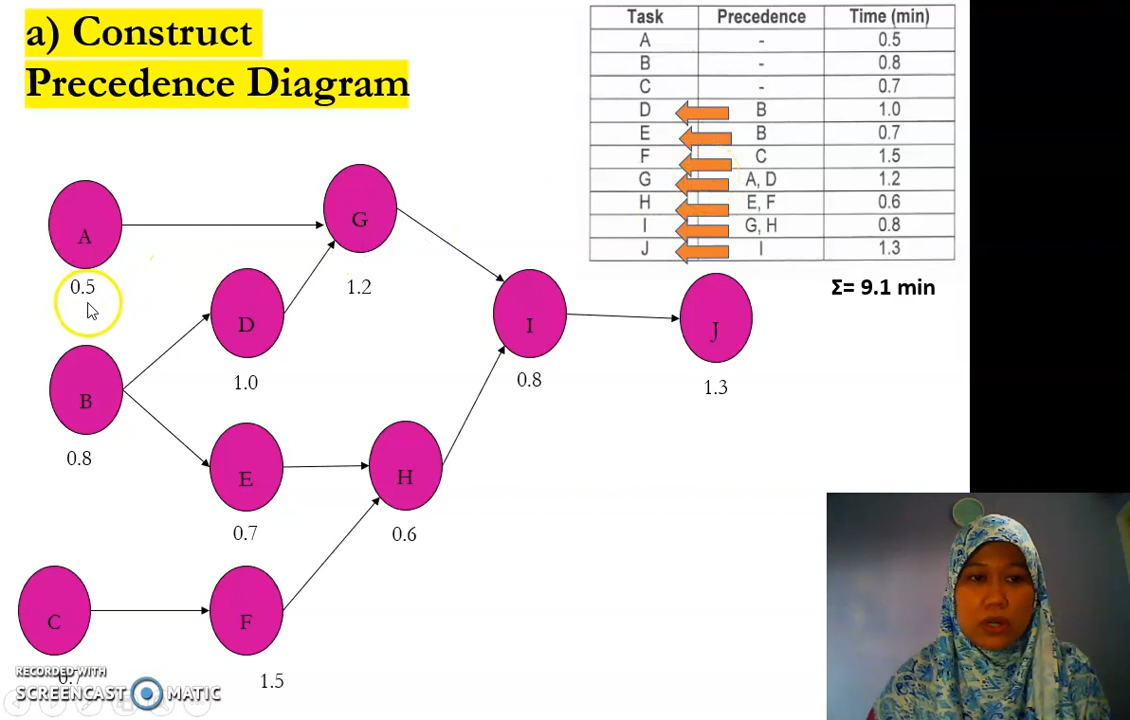 a) Construct
Precedence Diagram
Task Precedence Time (min)
A - 0.5
B - 0.8
C - 0.7
D B 1.0
E B 0.7
F C 1.5
G A, D 1.2
H E, F 0.6
I G, H 0.8
J I 1.3
Σ= 9.1 min
A
0.5
B
0.8
C
0.7
D
1.0
E
0.7
F
1.5
G
1.2
H
0.6
I
0.8
J
1.3
RECORDED WITH
SCREENCAST MATIC